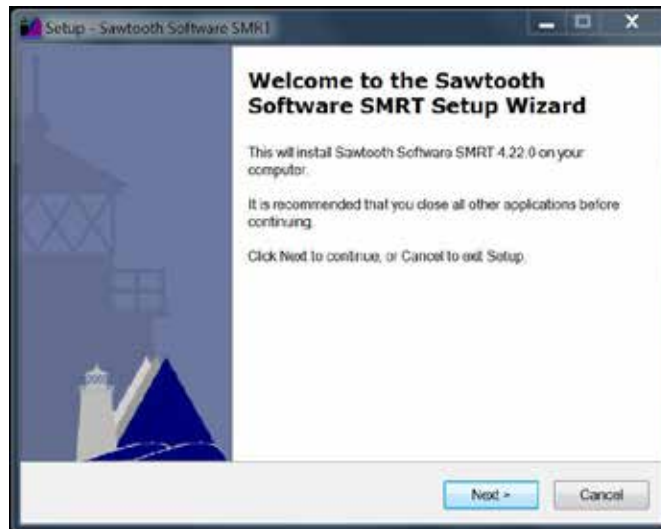 Setup - Sawtooth Software SMRT
Welcome to the Sawtooth
Software SMRT Setup Wizard
This will install Sawtooth Software SMRT 4.22.0 on your
computer.
It is recommended that you close all other applications before
continuing.
Click Next to continue, or Cancel to exit Setup.
Next >
Cancel